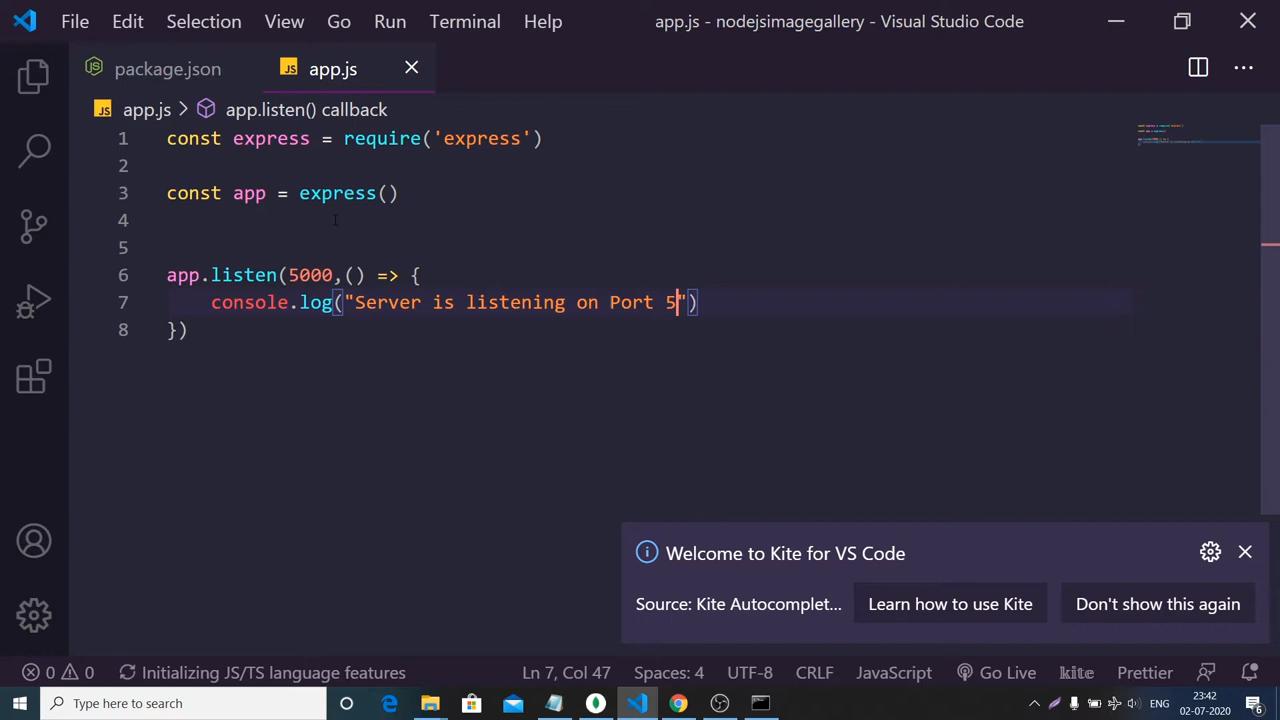 File Edit Selection View Go Run Terminal Help app.js - nodejsimagegallery - Visual Studio Code
package.json JS app.js
JS app.js > app.listen() callback
1 const express = require('express')
2
3 const app = express()
4
5
6 app.listen(5000,() => {
7 console.log("Server is listening on Port 5")
8 })
Welcome to Kite for VS Code
Source: Kite Autocomplet... Learn how to use Kite Don't show this again
0 0 Initializing JS/TS language features Ln 7, Col 47 Spaces: 4 UTF-8 CRLF JavaScript Go Live kite Prettier
Type here to search ENG 23:42
02-07-2020 6